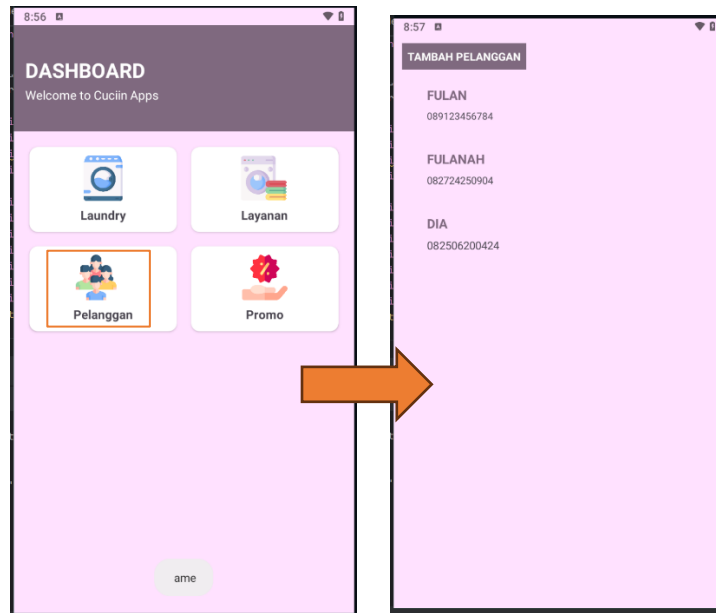 8:56
DASHBOARD
Welcome to Cuciin Apps
Laundry
Layanan
Pelanggan
Promo
ame
8:57
TAMBAH PELANGGAN
FULAN
089123456784
FULANAH
082724250904
DIA
082506200424